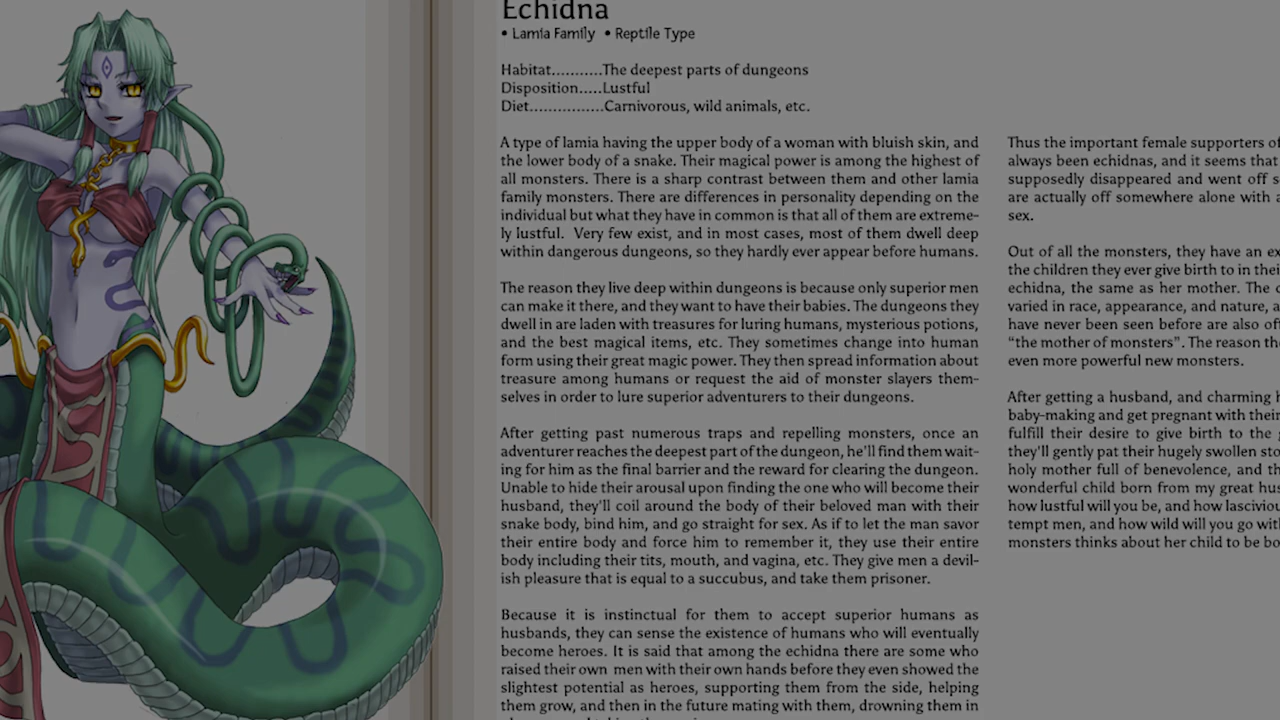 Echidna
• Lamia Family • Reptile Type
Habitat...........The deepest parts of dungeons
Disposition.....Lustful
Diet................Carnivorous, wild animals, etc.
A type of lamia having the upper body of a woman with bluish skin, and
the lower body of a snake. Their magical power is among the highest of
all monsters. There is a sharp contrast between them and other lamia
family monsters. There are differences in personality depending on the
individual but what they have in common is that all of them are extreme-
ly lustful. Very few exist, and in most cases, most of them dwell deep
within dangerous dungeons, so they hardly ever appear before humans.
The reason they live deep within dungeons is because only superior men
can make it there, and they want to have their babies. The dungeons they
dwell in are laden with treasures for luring humans, mysterious potions,
and the best magical items, etc. They sometimes change into human
form using their great magic power. They then spread information about
treasure among humans or request the aid of monster slayers them-
selves in order to lure superior adventurers to their dungeons.
After getting past numerous traps and repelling monsters, once an
adventurer reaches the deepest part of the dungeon, he'll find them wait-
ing for him as the final barrier and the reward for clearing the dungeon.
Unable to hide their arousal upon finding the one who will become their
husband, they'll coil around the body of their beloved man with their
snake body, bind him, and go straight for sex. As if to let the man savor
their entire body and force him to remember it, they use their entire
body including their tits, mouth, and vagina, etc. They give men a devil-
ish pleasure that is equal to a succubus, and take them prisoner.
Because it is instinctual for them to accept superior humans as
husbands, they can sense the existence of humans who will eventually
become heroes. It is said that among the echidna there are some who
raised their own men with their own hands before they even showed the
slightest potential as heroes, supporting them from the side, helping
them grow, and then in the future mating with them, drowning them in
Thus the important female supporters of
always been echidnas, and it seems that
supposedly disappeared and went off s
are actually off somewhere alone with a
sex.
Out of all the monsters, they have an ex
the children they ever give birth to in thei
echidna, the same as her mother. The c
varied in race, appearance, and nature, a
have never been seen before are also of
"the mother of monsters". The reason the
even more powerful new monsters.
After getting a husband, and charming h
baby-making and get pregnant with their
fulfill their desire to give birth to the g
they'll gently pat their hugely swollen sto
holy mother full of benevolence, and th
wonderful child born from my great hus
how lustful will you be, and how lasciviou
tempt men, and how wild will you go wit
monsters thinks about her child to be bo